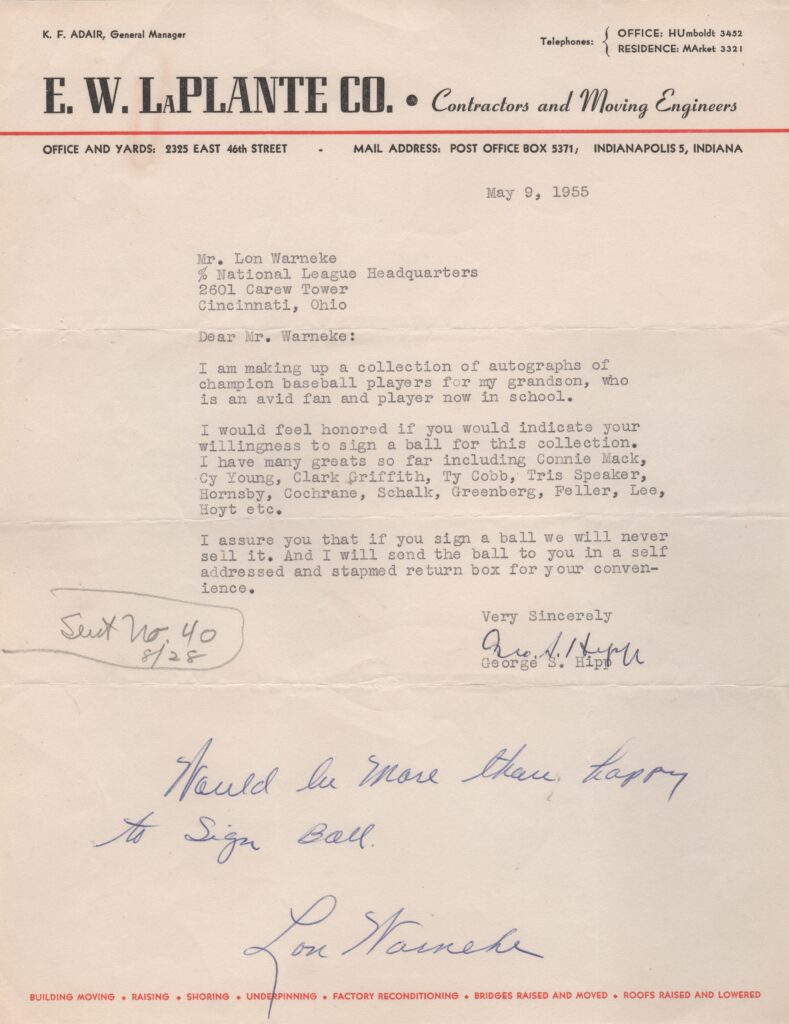 K. F. ADAIR, General Manager
Telephones: { OFFICE: HUmboldt 3452
RESIDENCE: MArket 3321
E. W. LAPLANTE CO. • Contractors and Moving Engineers
OFFICE AND YARDS: 2325 EAST 46th STREET - MAIL ADDRESS: POST OFFICE BOX 5371, INDIANAPOLIS 5, INDIANA
May 9, 1955
Mr. Lon Warneke
% National League Headquarters
2601 Carew Tower
Cincinnati, Ohio
Dear Mr. Warneke:
I am making up a collection of autographs of
champion baseball players for my grandson, who
is an avid fan and player now in school.
I would feel honored if you would indicate your
willingness to sign a ball for this collection.
I have many greats so far including Connie Mack,
Cy Young, Clark Griffith, Ty Cobb, Tris Speaker,
Hornsby, Cochrane, Schalk, Greenberg, Feller, Lee,
Hoyt etc.
I assure you that if you sign a ball we will never
sell it. And I will send the ball to you in a self
addressed and stapmed return box for your conven-
ience.
Very Sincerely
Geo. S. Hipp
George S. Hipp
Sent No. 40
8/28
Would be More than happy
to Sign Ball.
Lon Warneke
BUILDING MOVING • RAISING • SHORING • UNDERPINNING • FACTORY RECONDITIONING • BRIDGES RAISED AND MOVED • ROOFS RAISED AND LOWERED